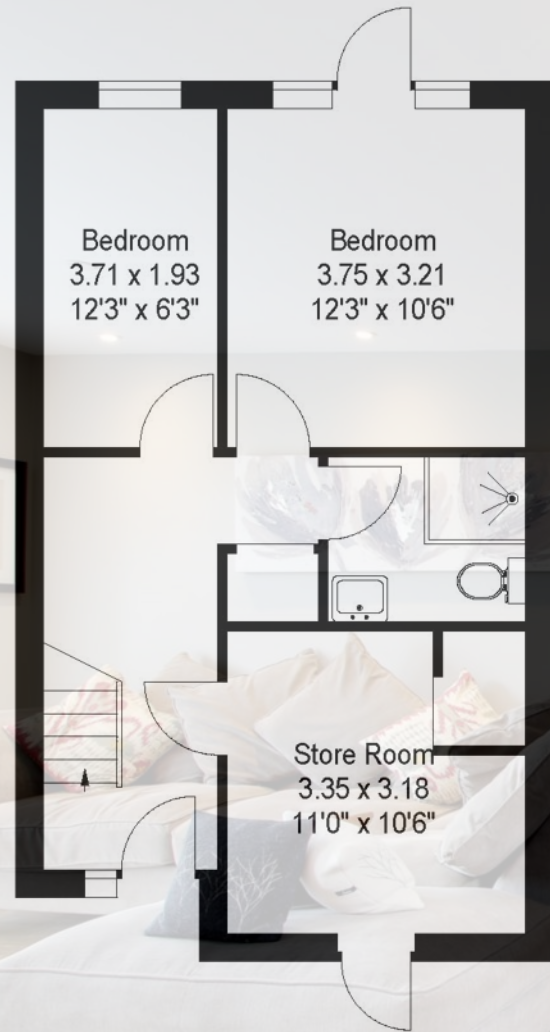 Bedroom
3.71 x 1.93
12'3" x 6'3"
Bedroom
3.75 x 3.21
12'3" x 10'6"
Store Room
3.35 x 3.18
11'0" x 10'6"